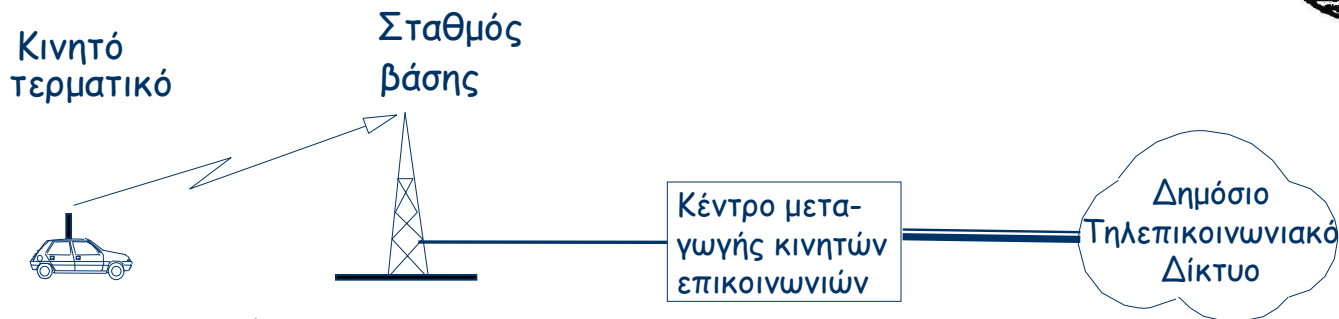 Κινητό
τερματικό
Σταθμός
βάσης
Κέντρο μετα-
γωγής κινητών
επικοινωνιών
Δημόσιο
Τηλεπικοινωνιακό
Δίκτυο